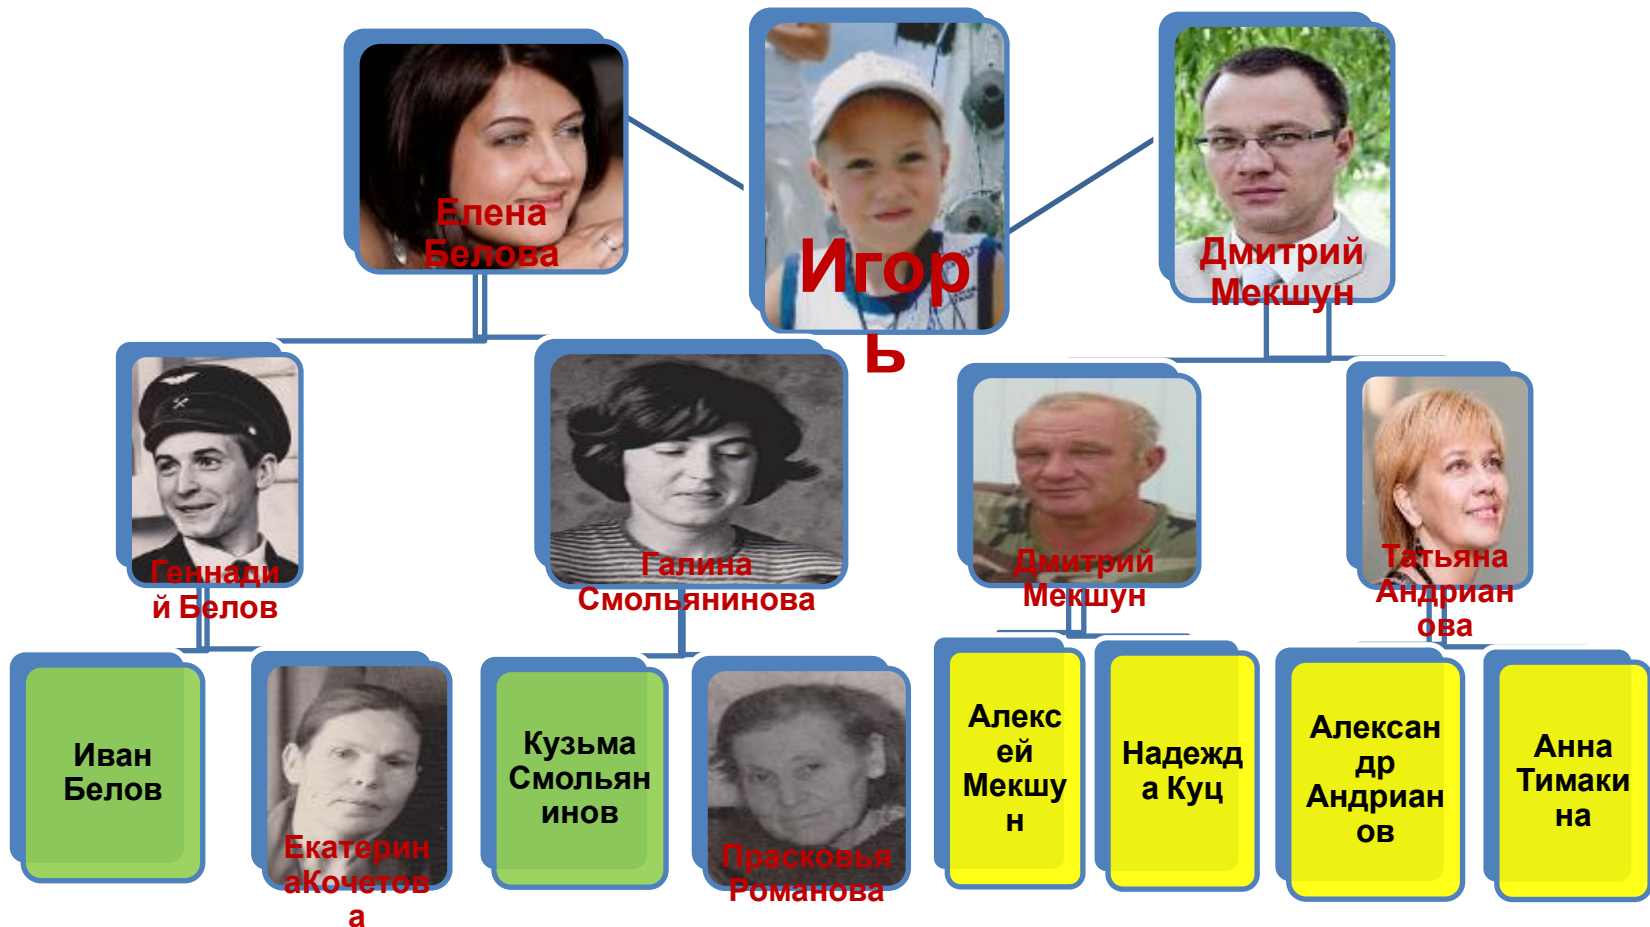 Елена
Белова
Игор
ь
Дмитрий
Мекшун
Геннади
й Белов
Галина
Смольянинова
Дмитрий
Мекшун
Татьяна
Андриан
ова
Иван
Белов
Екатерин
аКочетов
а
Кузьма
Смольян
инов
Прасковья
Романова
Алекс
ей
Мекшу
н
Надежд
а Куц
Алексан
др
Андриан
ов
Анна
Тимаки
на